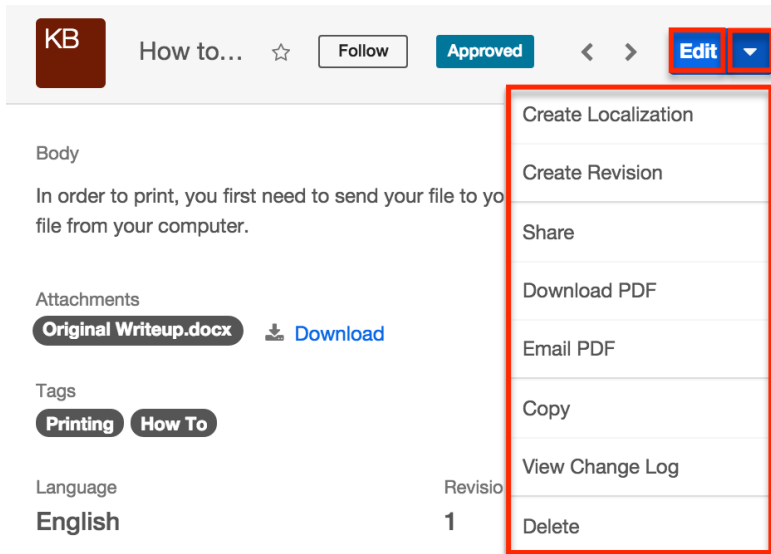 KB
How to...
Follow
Approved
Edit
Create Localization
Create Revision
Share
Download PDF
Email PDF
Copy
View Change Log
Delete
Body
In order to print, you first need to send your file to yo
file from your computer.
Attachments
Original Writeup.docx
Download
Tags
Printing How To
Language
Revisio
English
1